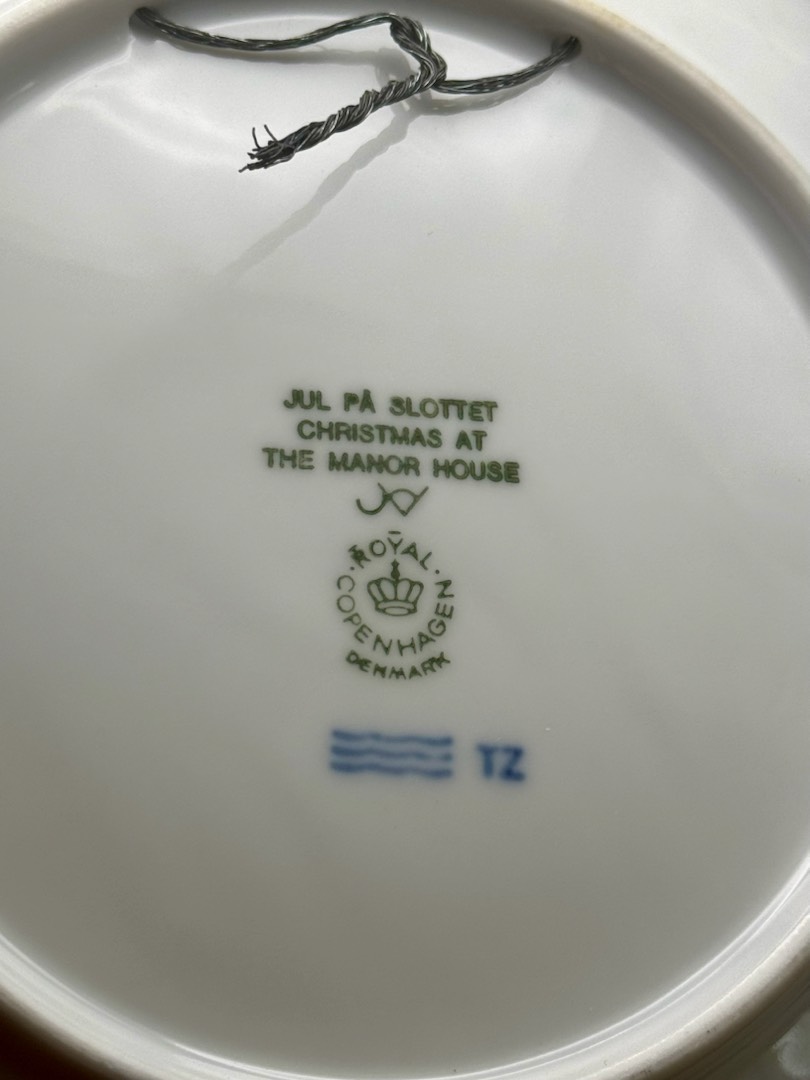 JUL PÅ SLOTTET
CHRISTMAS AT
THE MANOR HOUSE
ROYAL
COPENHAGEN
DENMARK
TZ